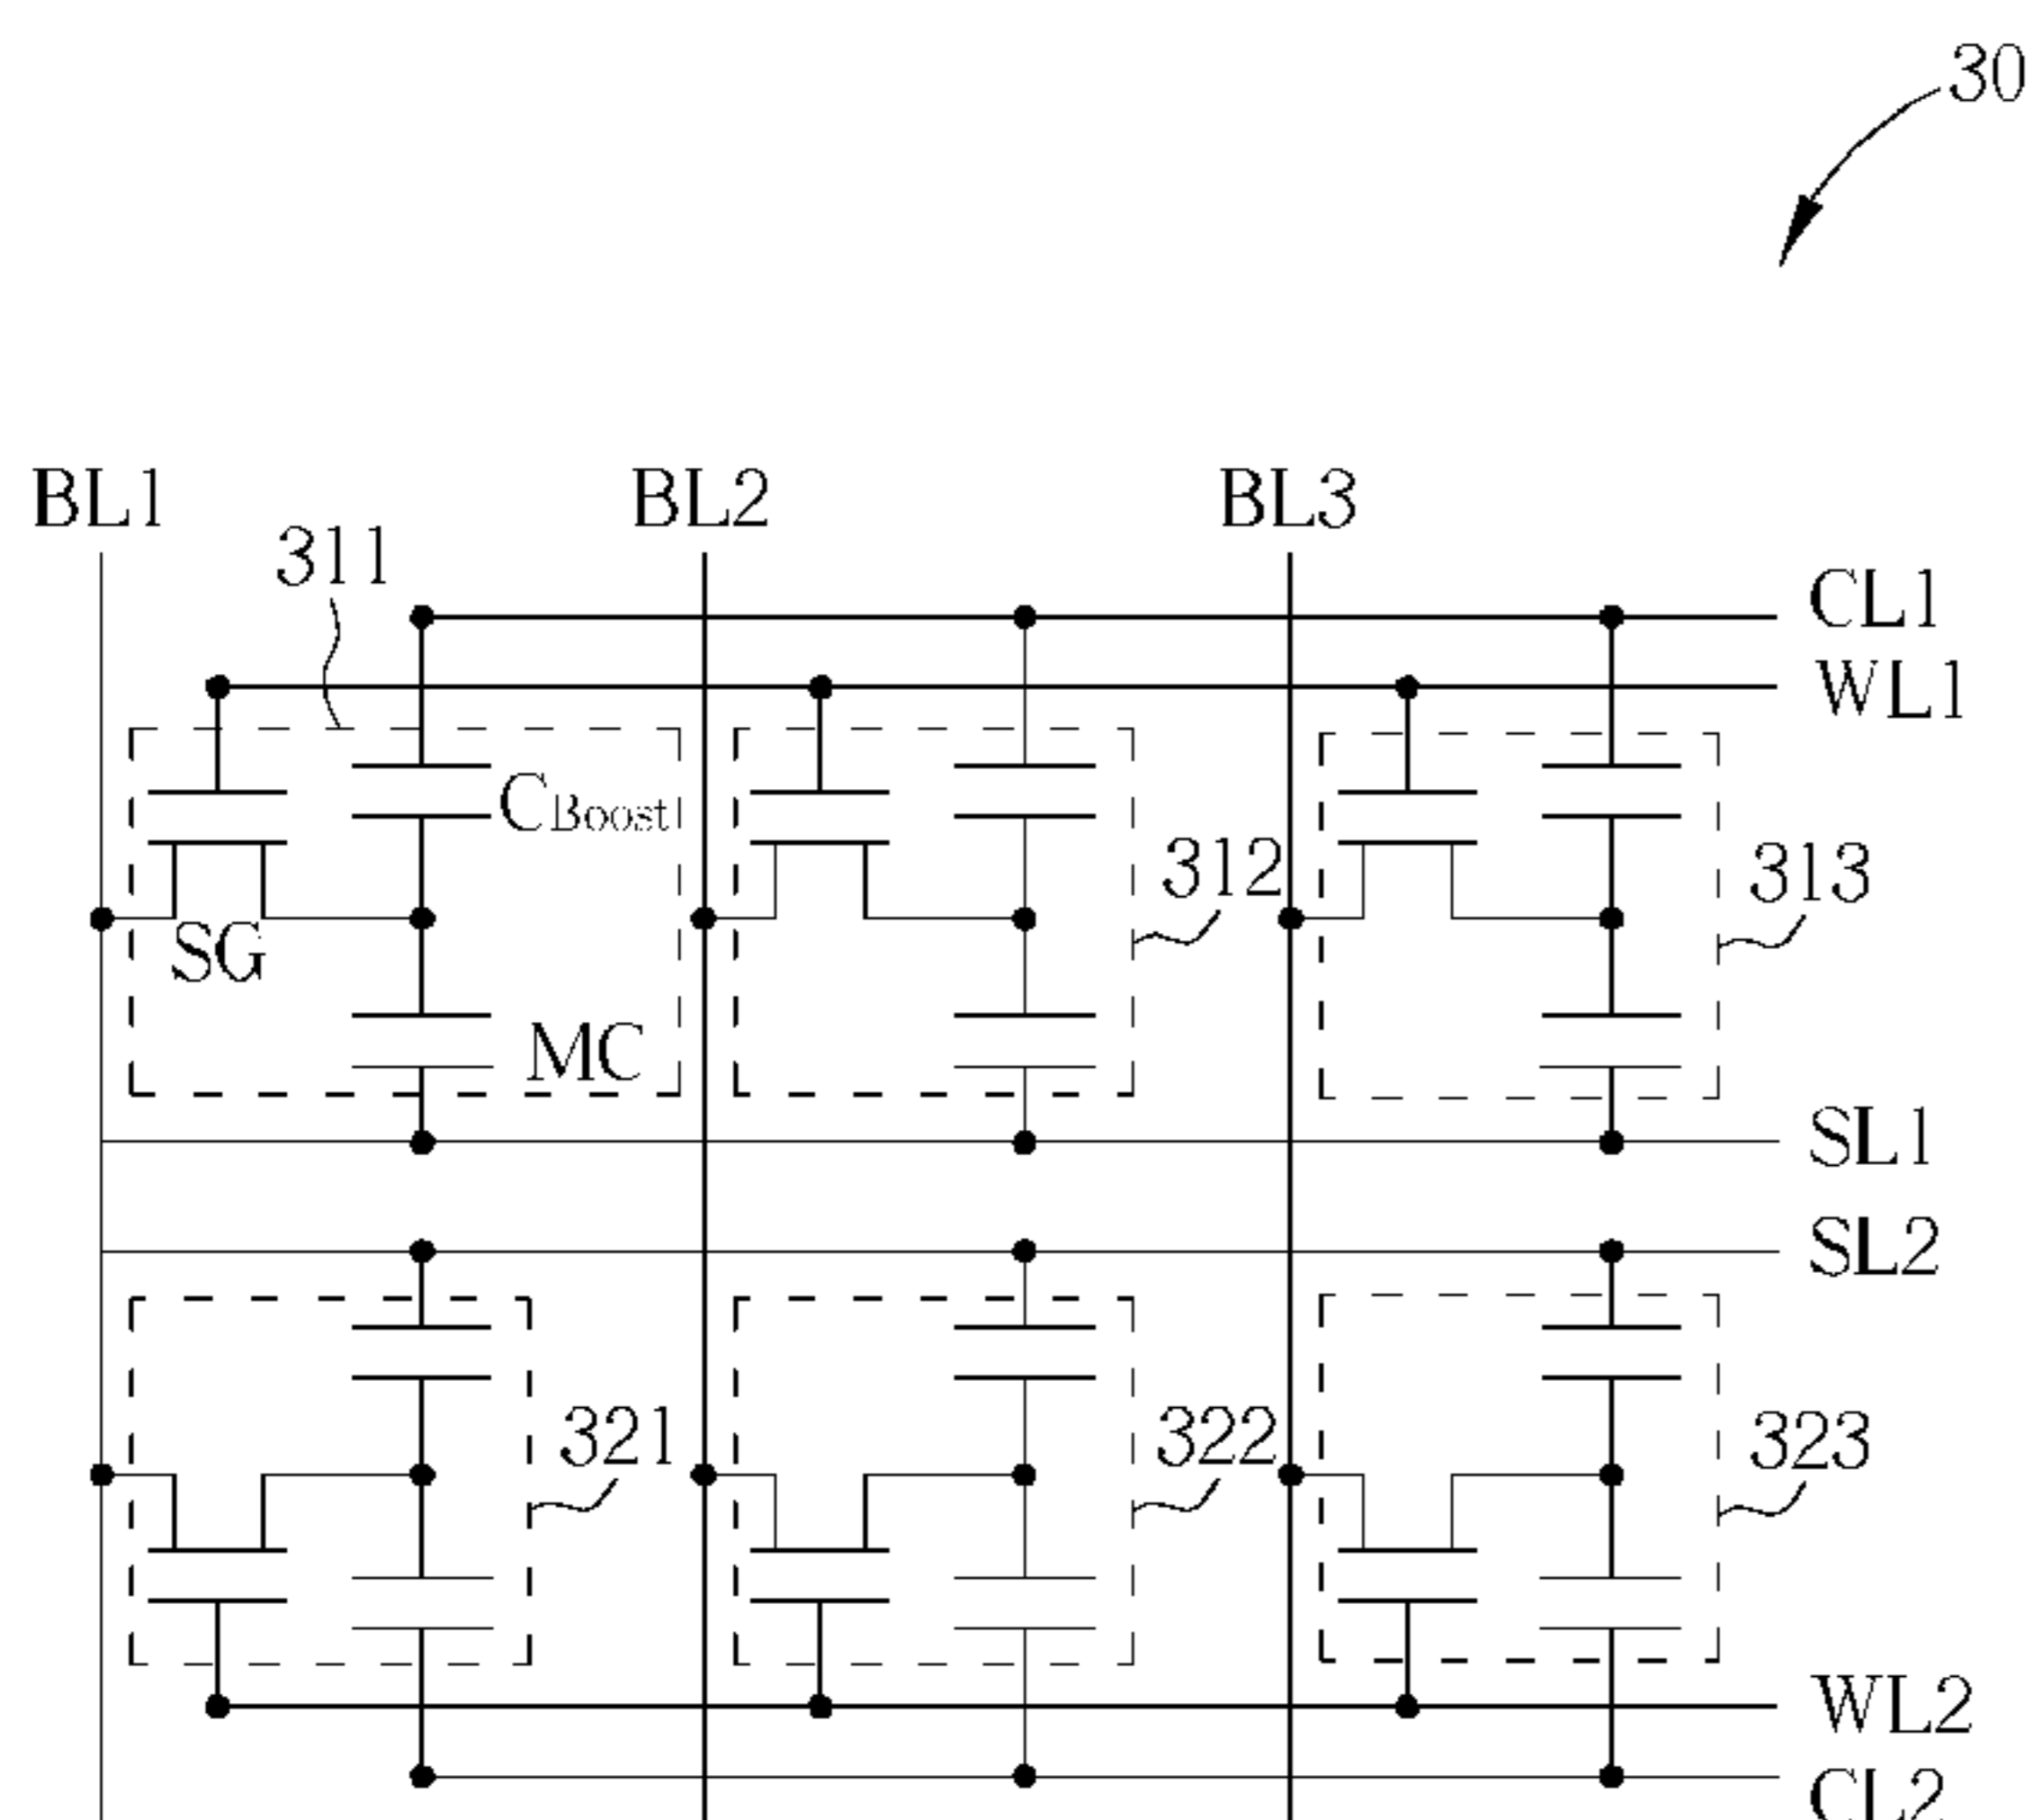 30
BL1 BL2 BL3
311
CL1
WL1
CBoost
312 313
SG
MC
SL1
SL2
321 322 323
WL2
CL2